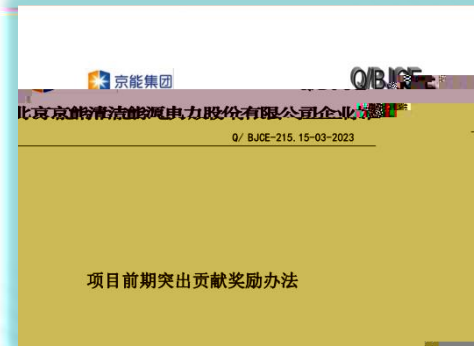 京能集团
Q/BJCE
北京京能清洁能源电力股份有限公司企业
Q/ BJCE-215.15-03-2023
项目前期突出贡献奖励办法